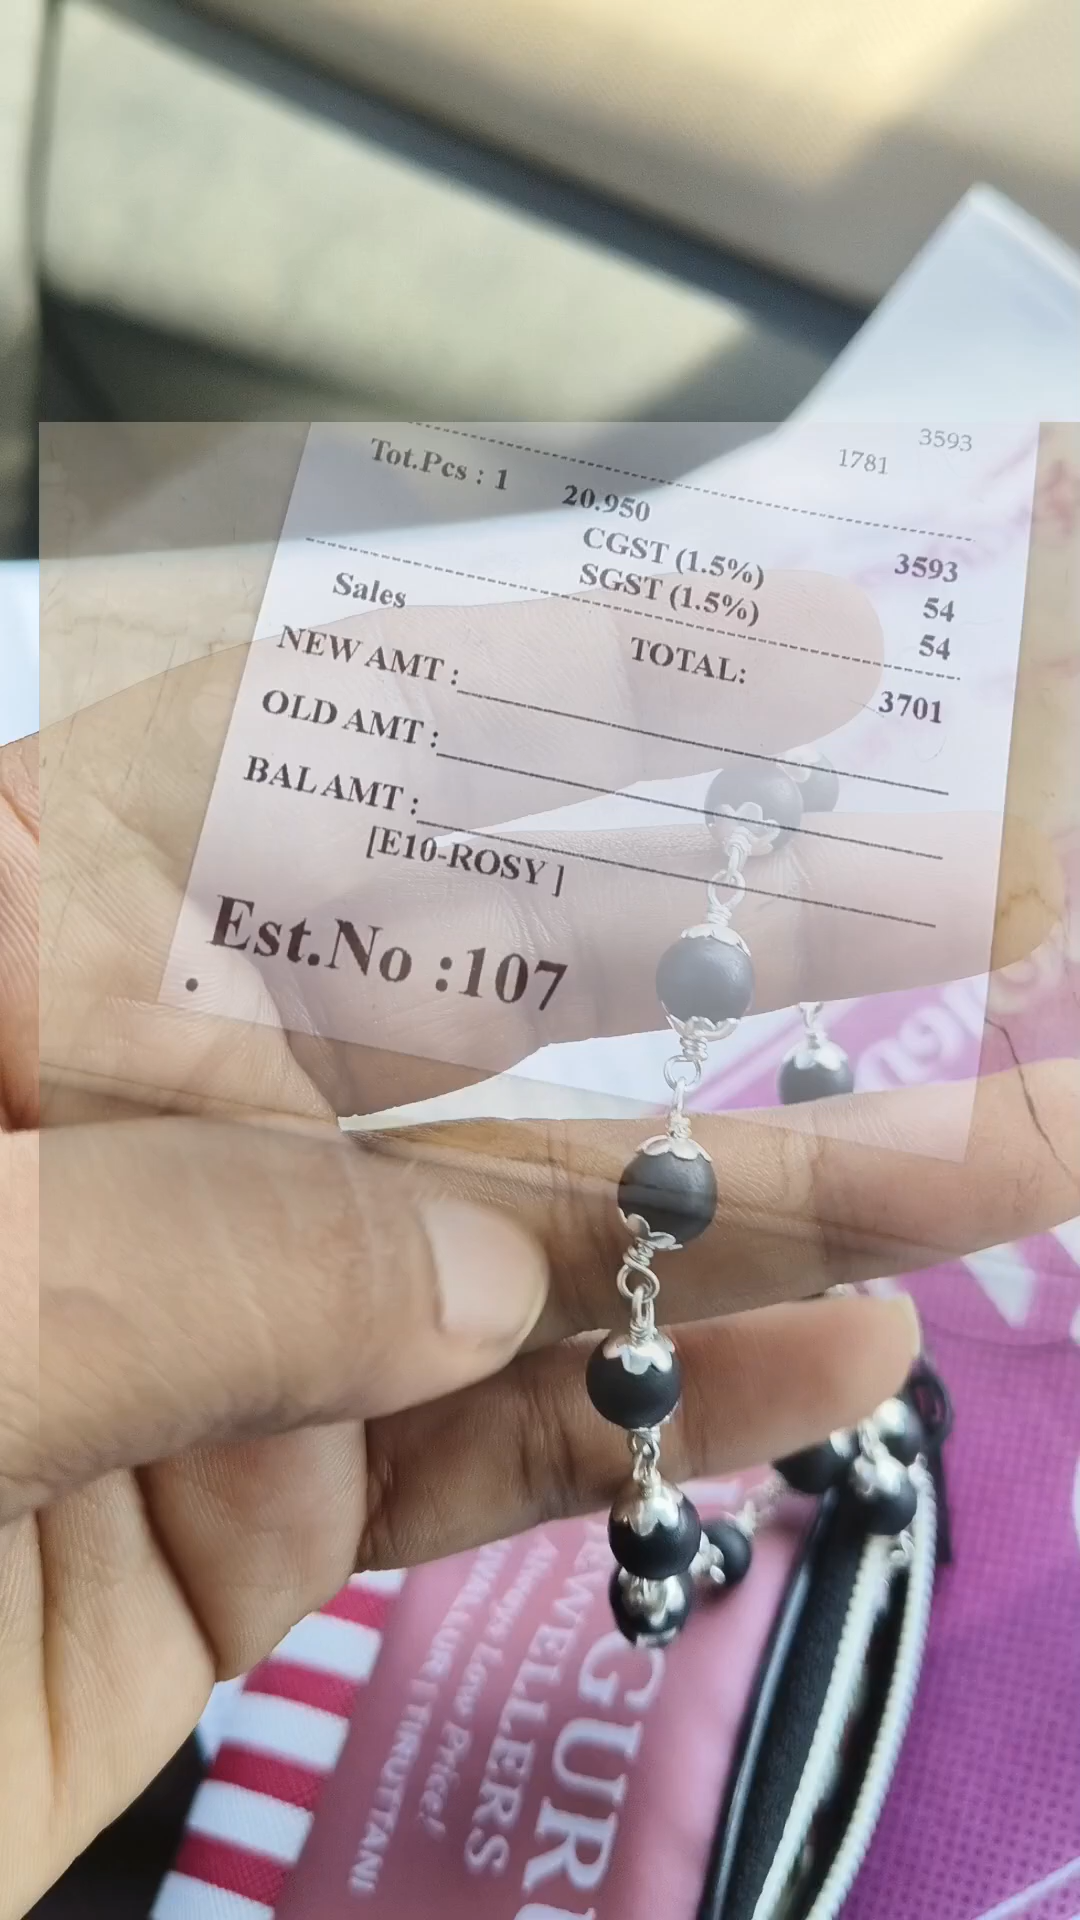 3593
1781
Tot.Pcs : 1 20.950 3593
CGST (1.5%) 54
SGST (1.5%) 54
Sales TOTAL: 3701
NEW AMT :
OLD AMT :
BAL AMT :
[E10-ROSY ]
Est.No :107
GURU
JEWELLERS
Always Low Price!
TIRUTTANI